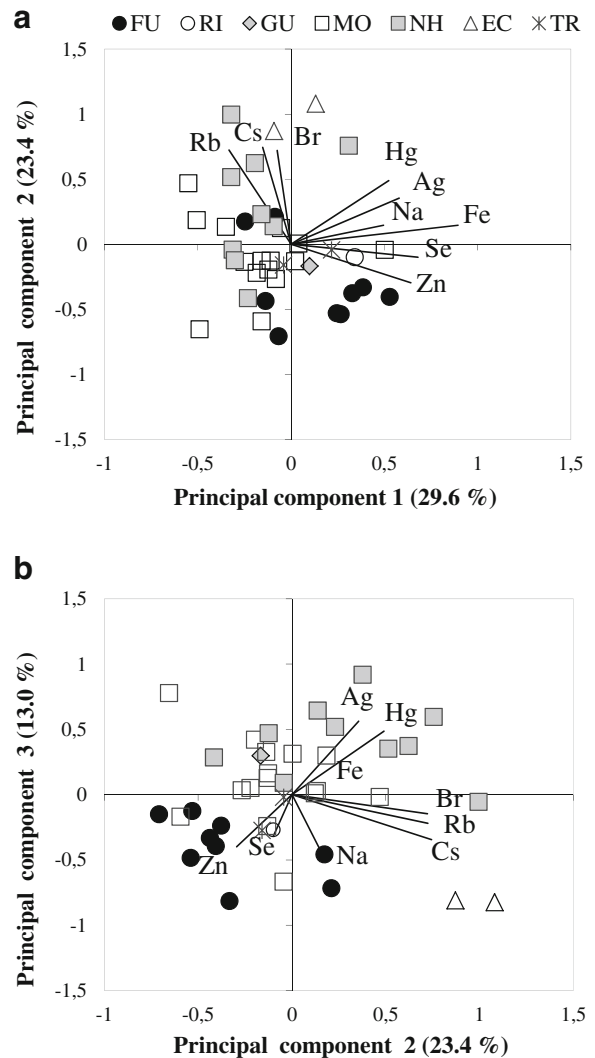 a
FU RI GU MO NH EC TR
1,5
1
0,5
0
-0,5
-1
-1,5
Rb
Cs
Br
Hg
Ag
Na
Fe
Se
Zn
-1 -0,5 0 0,5 1 1,5
Principal component 2 (23.4 %)
Principal component 1 (29.6 %)
b
1,5
1
0,5
0
-0,5
-1
-1,5
Ag
Hg
Fe
Br
Rb
Cs
Na
Se
Zn
-1 -0,5 0 0,5 1 1,5
Principal component 3 (13.0 %)
Principal component 2 (23.4 %)